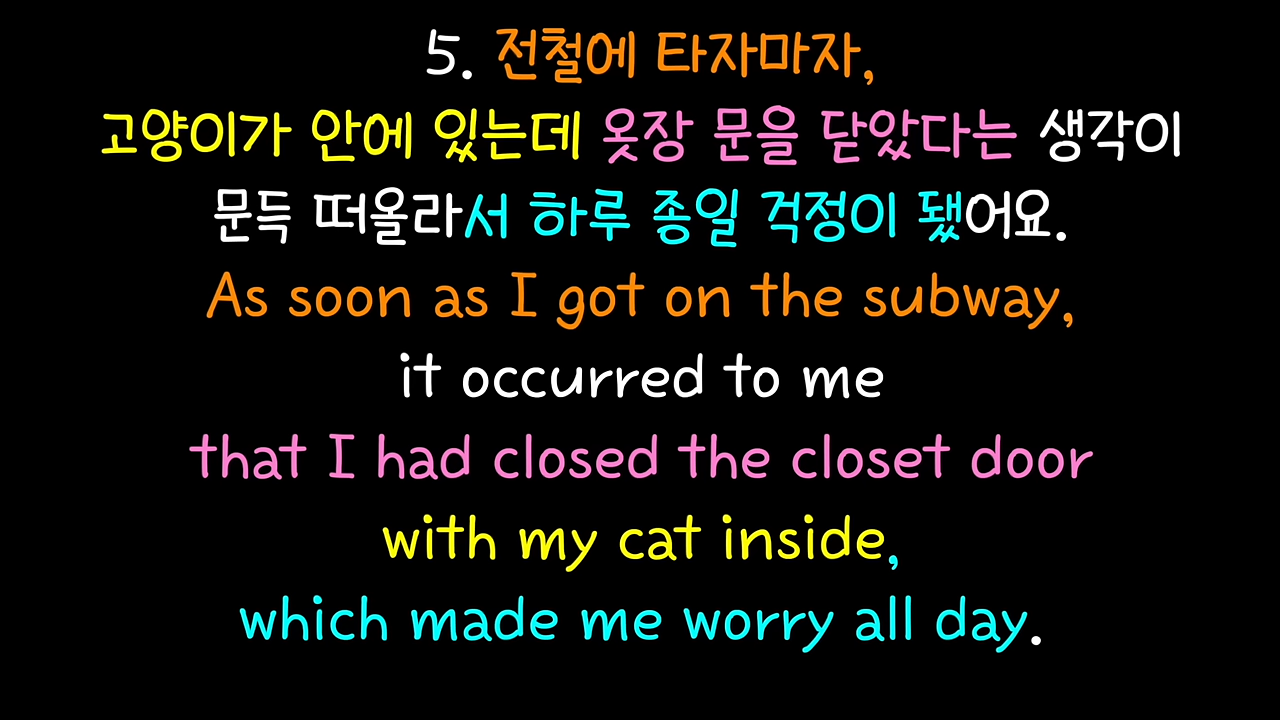 5. 전철에 타자마자,
고양이가 안에 있는데 옷장 문을 닫았다는 생각이
문득 떠올라서 하루 종일 걱정이 됐어요.
As soon as I got on the subway,
it occurred to me
that I had closed the closet door
with my cat inside,
which made me worry all day.